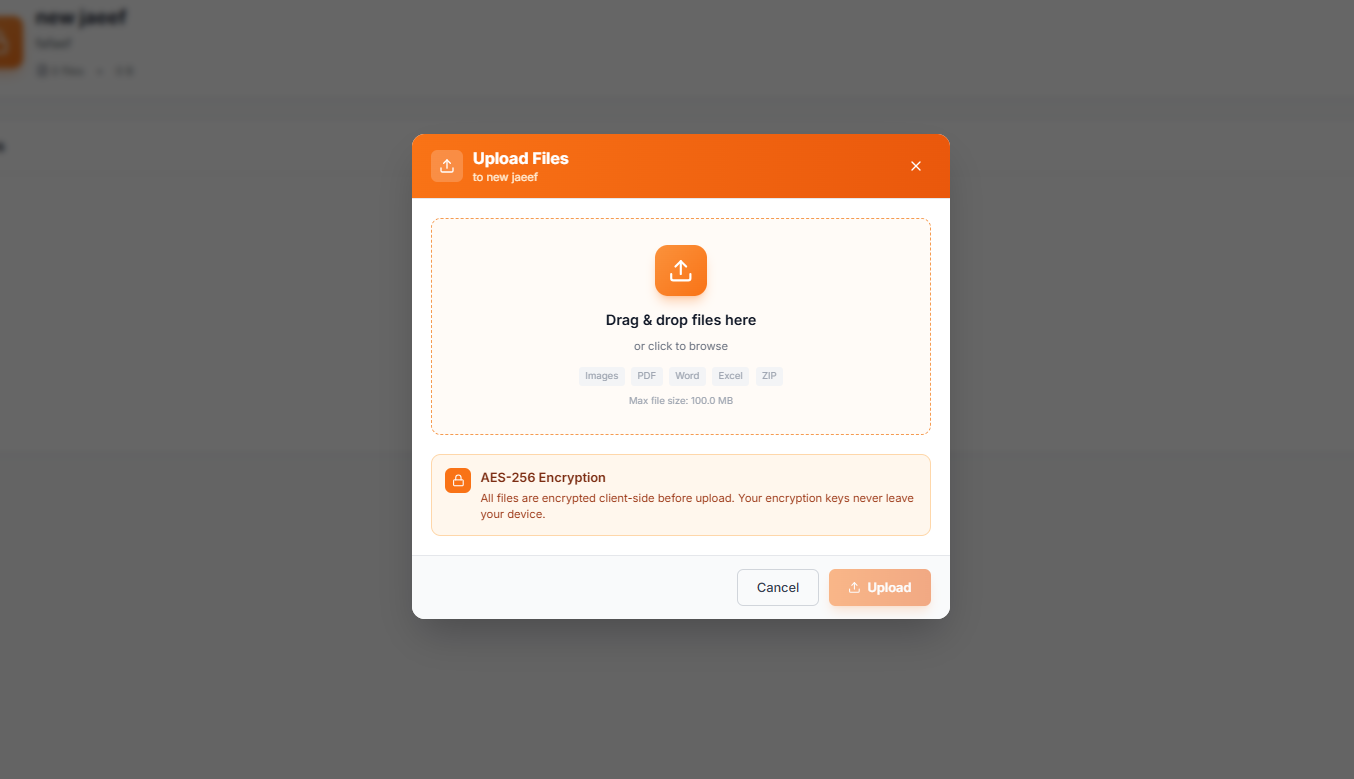 new jaeef
Upload Files
to new jaeef
Drag & drop files here
or click to browse
Images PDF Word Excel ZIP
Max file size: 100.0 MB
AES-256 Encryption
All files are encrypted client-side before upload. Your encryption keys never leave
your device.
Cancel Upload